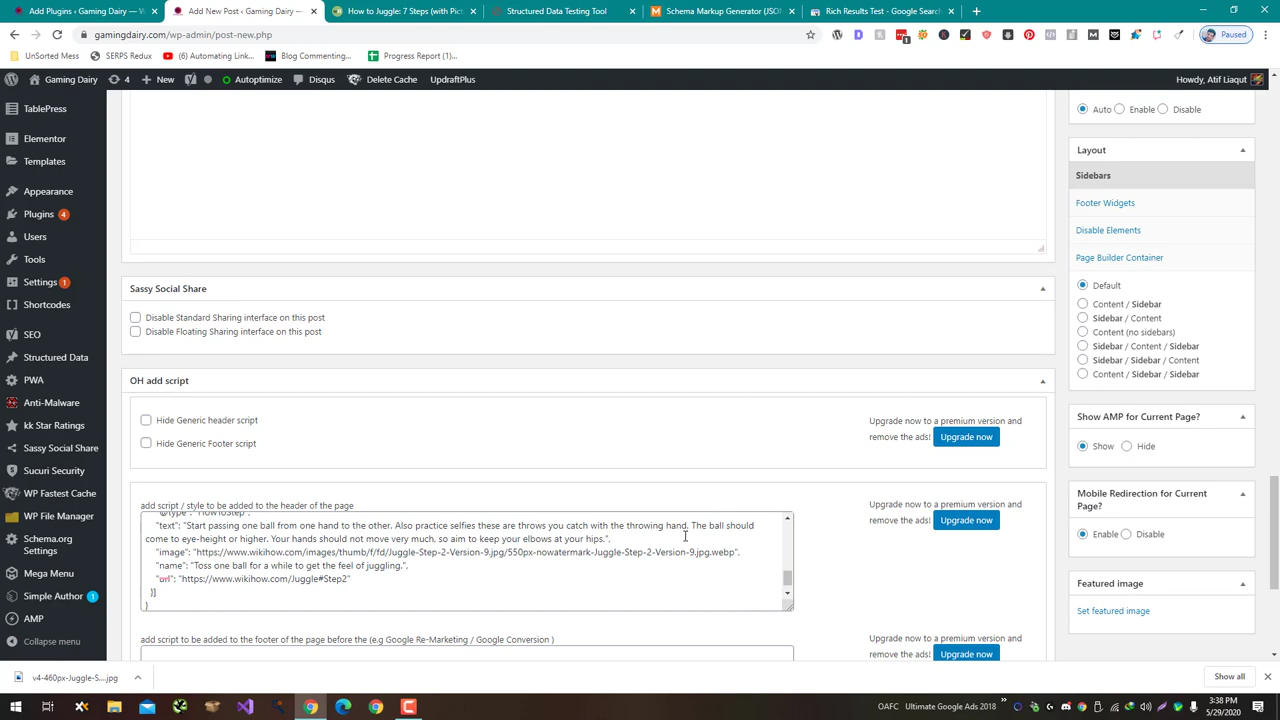 Add Plugins ‹ Gaming Dairy — W
Add New Post ‹ Gaming Dairy —
How to Juggle: 7 Steps (with Pict
Structured Data Testing Tool
Schema Markup Generator (JSON
Rich Results Test - Google Search
gamingdairy.com/wp-admin/post-new.php
Paused
UnSorted Mess
SERPS Redux
(6) Automating Link...
Blog Commenting...
Progress Report (1)...
Gaming Dairy
4
New
Autoptimize
Disqus
Delete Cache
UpdraftPlus
Howdy, Atif Liaqut
TablePress
Elementor
Templates
Appearance
Plugins 4
Users
Tools
Settings 1
Shortcodes
SEO
Structured Data
PWA
Anti-Malware
kk Star Ratings
Sassy Social Share
Sucuri Security
WP Fastest Cache
WP File Manager
Schema.org
Settings
Mega Menu
Simple Author 1
AMP
Collapse menu
Sassy Social Share
Disable Standard Sharing interface on this post
Disable Floating Sharing interface on this post
OH add script
Hide Generic header script
Hide Generic Footer script
Upgrade now to a premium version and
remove the ads! Upgrade now
add script / style to be added to the header of the page
"@type": "HowToStep",
"text": "Start passing one ball from one hand to the other. Also practice selfies these are throws you catch with the throwing hand. The ball should
come to eye-height or higher. Your hands should not move very much, so aim to keep your elbows at your hips.",
"image": "https://www.wikihow.com/images/thumb/f/fd/Juggle-Step-2-Version-9.jpg/550px-nowatermark-Juggle-Step-2-Version-9.jpg.webp",
"name": "Toss one ball for a while to get the feel of juggling.",
"url": "https://www.wikihow.com/Juggle#Step2"
}]
}
Upgrade now to a premium version and
remove the ads! Upgrade now
add script to be added to the footer of the page before the (e.g Google Re-Marketing / Google Conversion )
Upgrade now to a premium version and
remove the ads! Upgrade now
Auto Enable Disable
Layout
Sidebars
Footer Widgets
Disable Elements
Page Builder Container
Default
Content / Sidebar
Sidebar / Content
Content (no sidebars)
Sidebar / Content / Sidebar
Sidebar / Sidebar / Content
Content / Sidebar / Sidebar
Show AMP for Current Page?
Show Hide
Mobile Redirection for Current
Page?
Enable Disable
Featured image
Set featured image
v4-460px-Juggle-S....jpg
Show all
OAFC
Ultimate Google Ads 2018
3:38 PM
5/29/2020